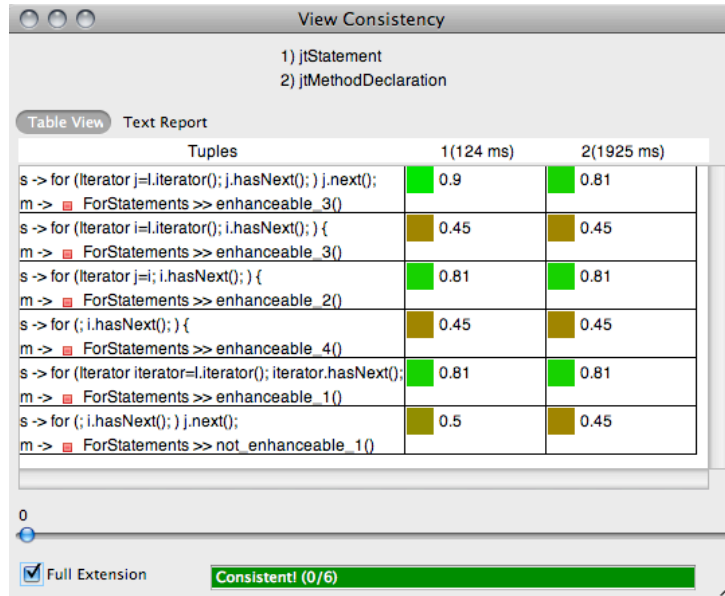 View Consistency
1) jtStatement
2) jtMethodDeclaration
Table View Text Report
Tuples 1(124 ms) 2(1925 ms)
s -> for (Iterator j=l.iterator(); j.hasNext(); ) j.next(); 0.9 0.81
m -> ForStatements >> enhanceable_3()
s -> for (Iterator i=l.iterator(); i.hasNext(); ) { 0.45 0.45
m -> ForStatements >> enhanceable_3()
s -> for (Iterator j=i; i.hasNext(); ) { 0.81 0.81
m -> ForStatements >> enhanceable_2()
s -> for (; i.hasNext(); ) { 0.45 0.45
m -> ForStatements >> enhanceable_4()
s -> for (Iterator iterator=l.iterator(); iterator.hasNext(); 0.81 0.81
m -> ForStatements >> enhanceable_1()
s -> for (; i.hasNext(); ) j.next(); 0.5 0.45
m -> ForStatements >> not_enhanceable_1()
0
Full Extension Consistent! (0/6)